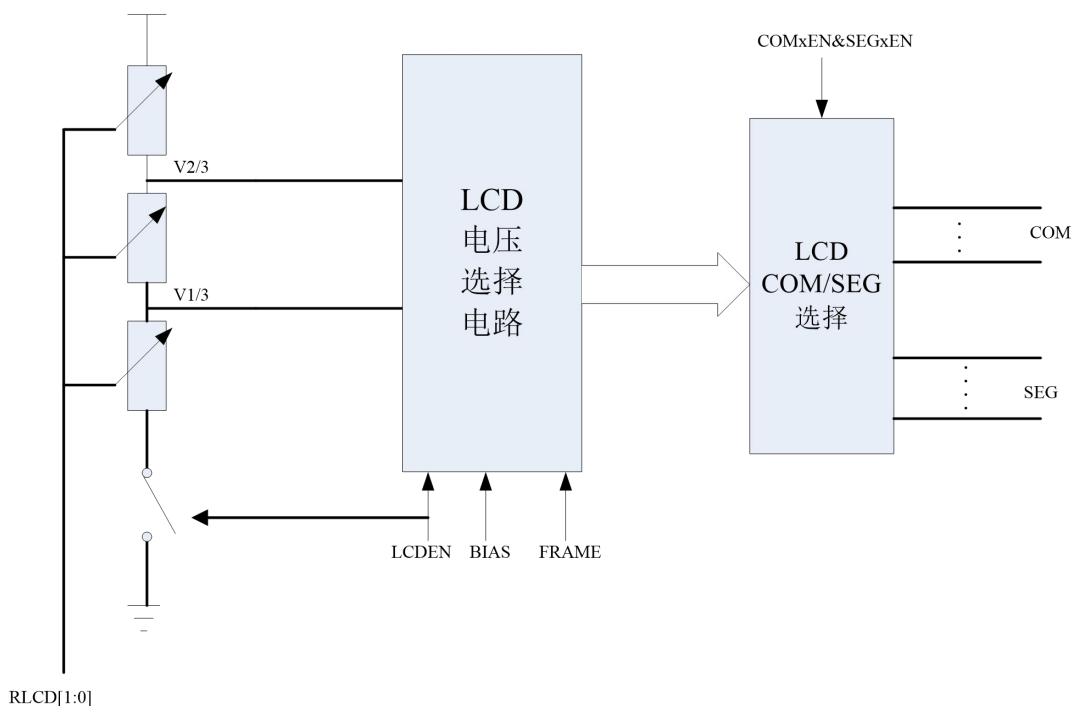 COMxEN&SEGxEN
V2/3
LCD
电压
选择
电路
LCD
COM/SEG
选择
COM
V1/3
SEG
LCDEN
BIAS
FRAME
RLCD[1:0]